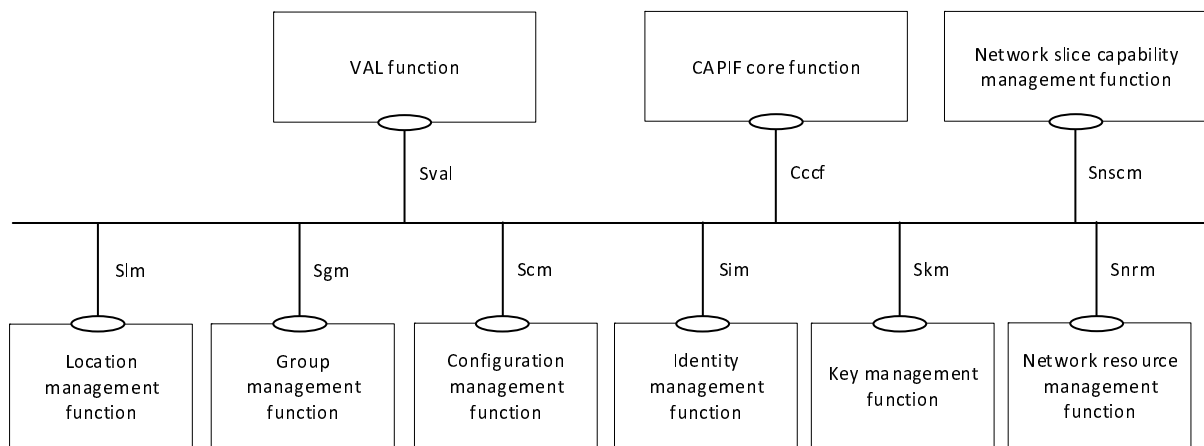 VAL function
CAPIF core function
Network slice capability
management function
Sval
Cccf
Snscm
Slm
Sgm
Scm
Sim
Skm
Snrm
Location
management
function
Group
management
function
Configuration
management
function
Identity
management
function
Key management
function
Network resource
management
function